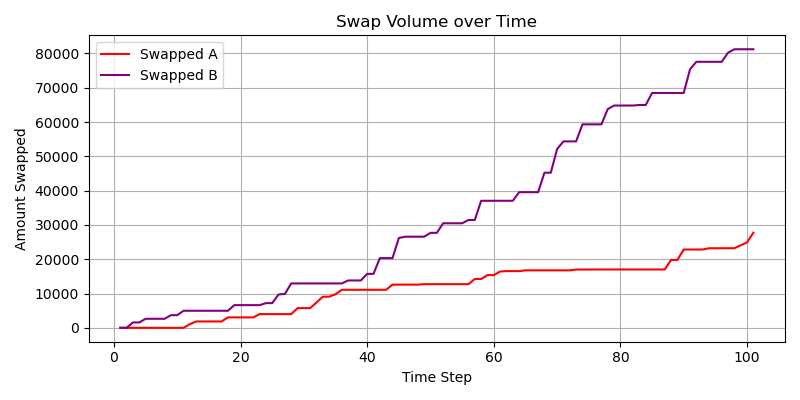 Swap Volume over Time
Swapped A
Swapped B
Amount Swapped
80000
70000
60000
50000
40000
30000
20000
10000
0
0 20 40 60 80 100
Time Step